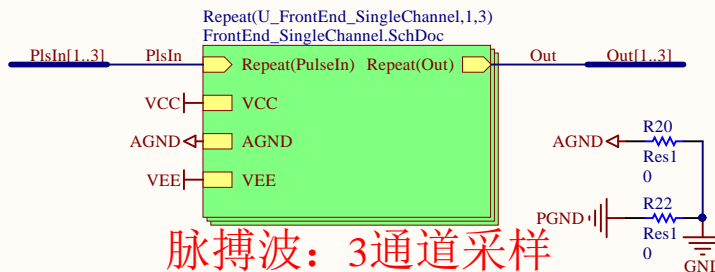 Repeat(U_FrontEnd_SingleChannel,1,3)
FrontEnd_SingleChannel.SchDoc
PlsIn[1..3]
PlsIn
Repeat(PulseIn)
Repeat(Out)
Out
Out[1..3]
VCC
VCC
AGND
AGND
VEE
VEE
AGND
R20
Res1
0
PGND
R22
Res1
0
GND
脉搏波：3通道采样